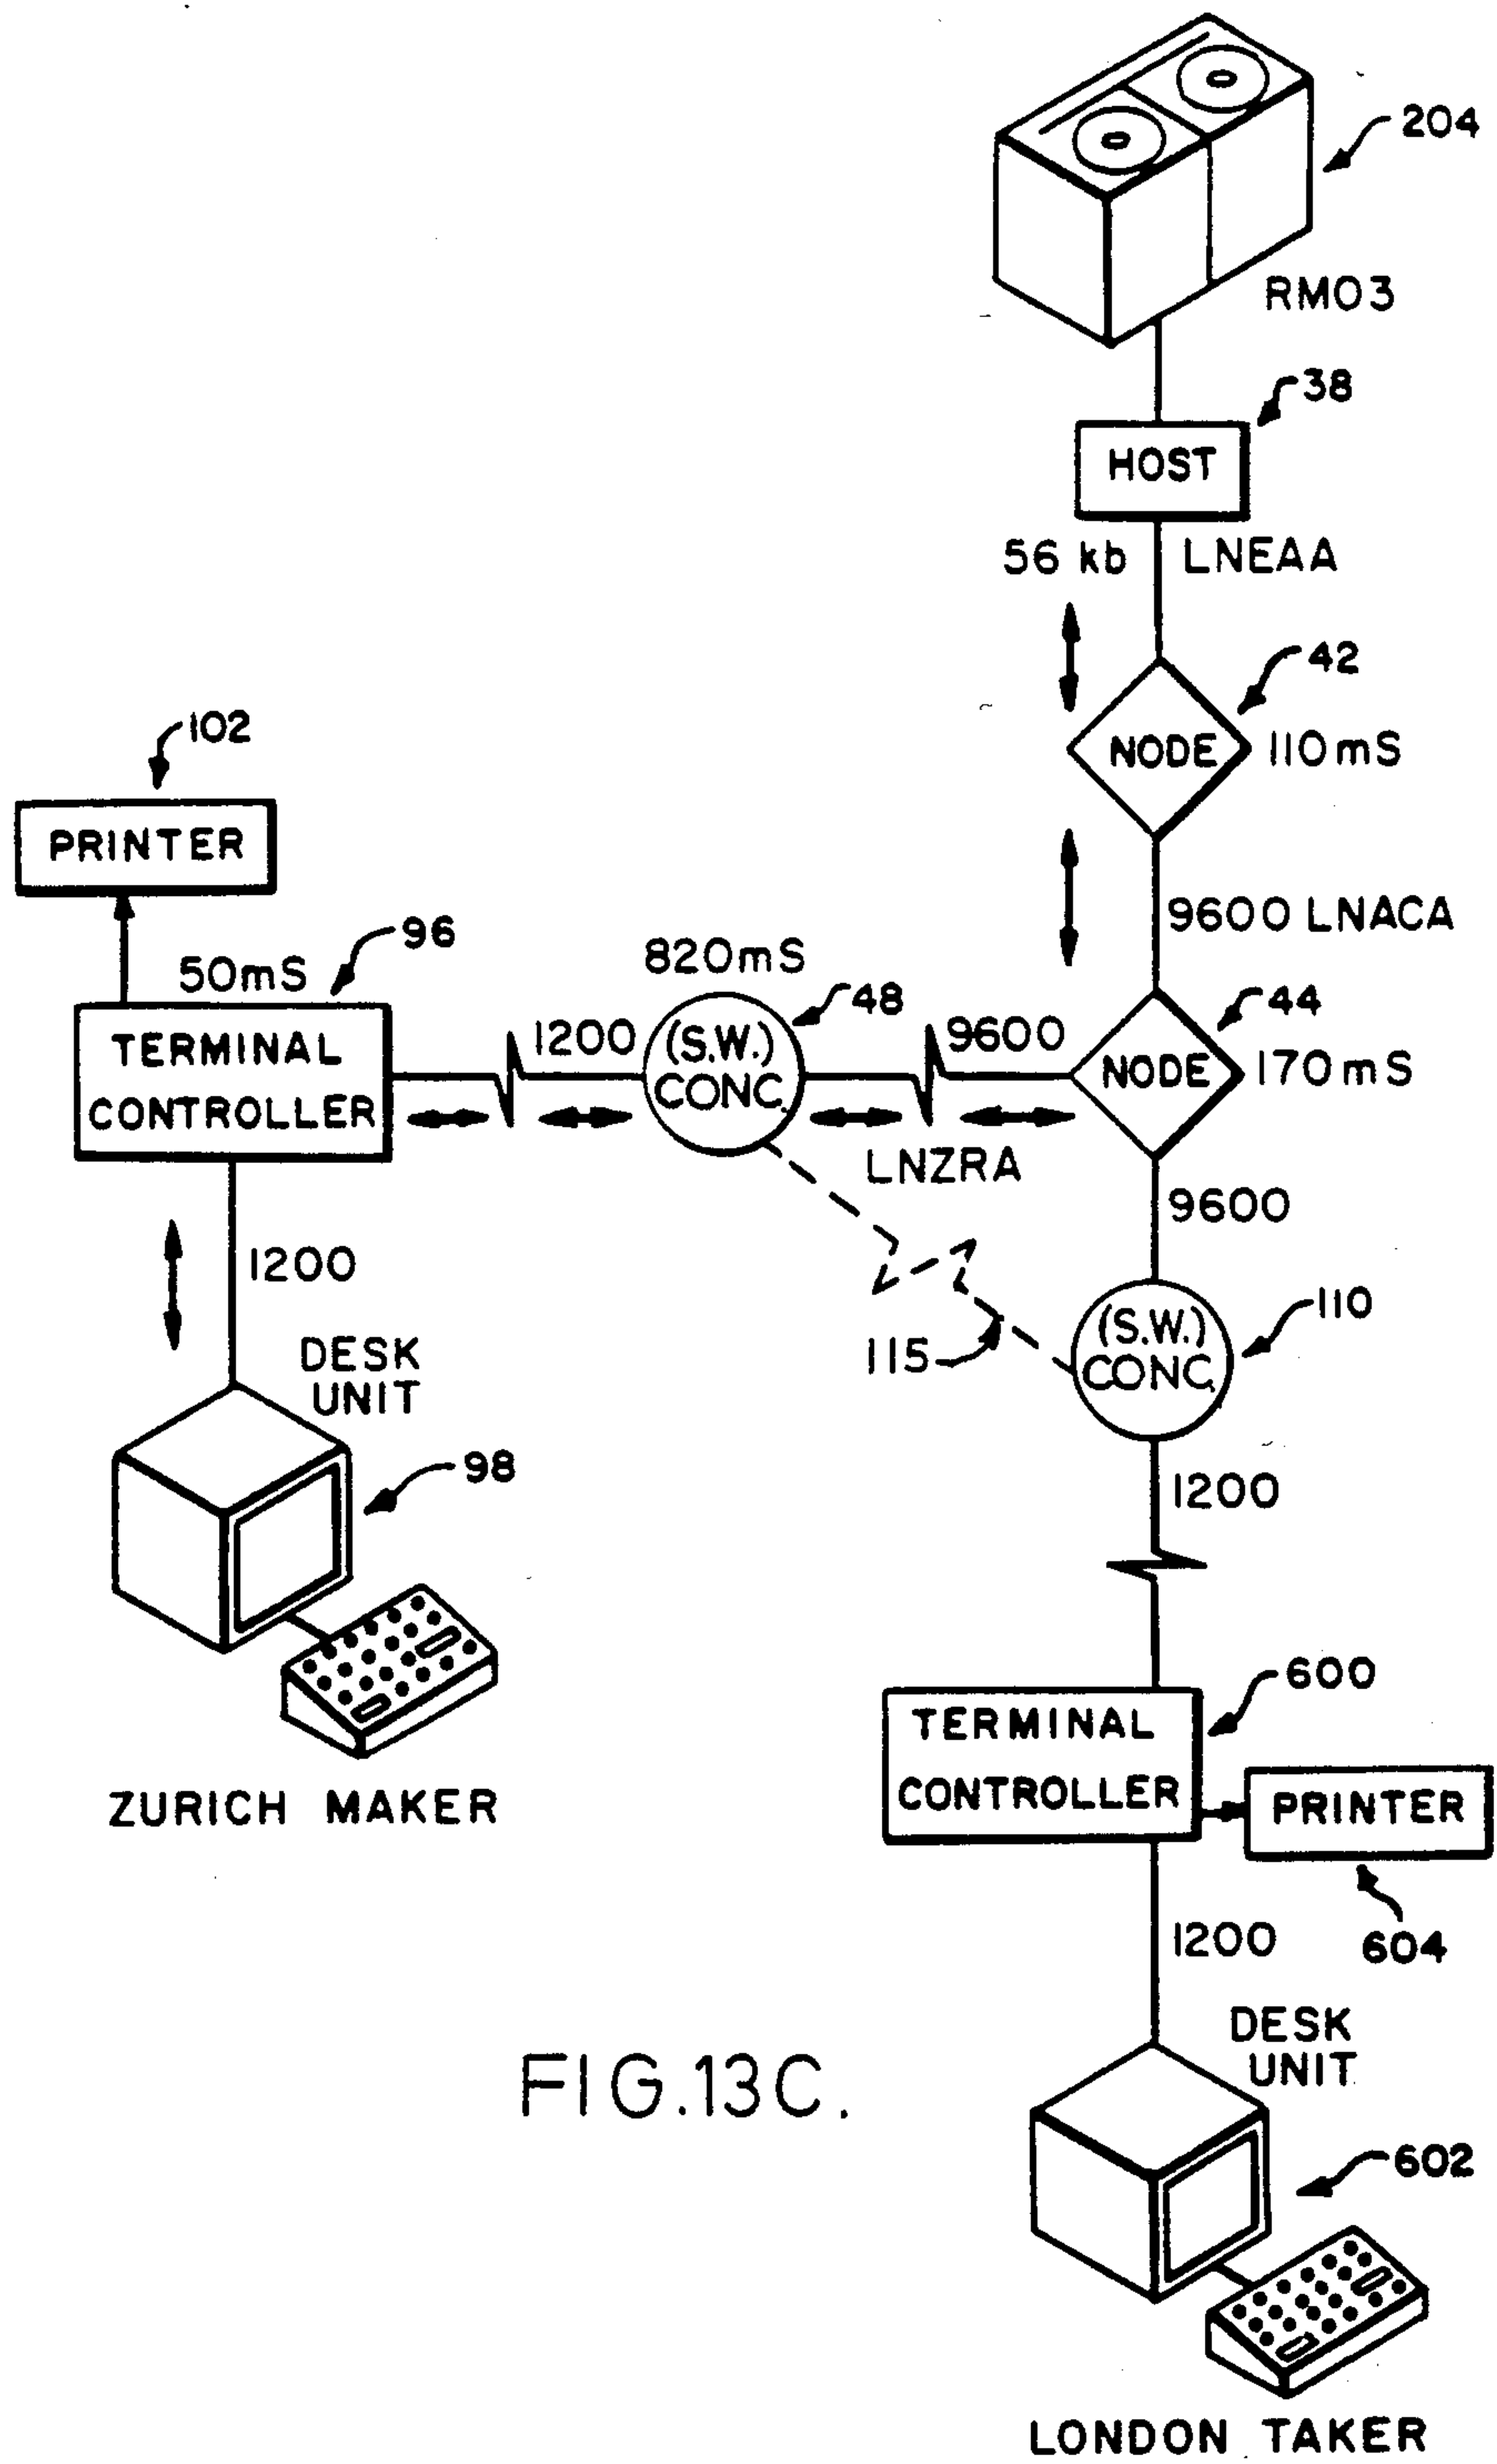 204
RM03
38
HOST
56 kb LNEAA
42
NODE 110mS
102
PRINTER
9600 LNACA
96
50mS
820mS
48
44
TERMINAL
CONTROLLER
1200
(S.W.)
CONC.
9600
NODE 170mS
LNZRA
9600
1200
110
(S.W.)
CONC.
115
DESK
UNIT
98
1200
600
TERMINAL
CONTROLLER
PRINTER
ZURICH MAKER
604
1200
DESK
UNIT
FIG.13C.
602
LONDON TAKER